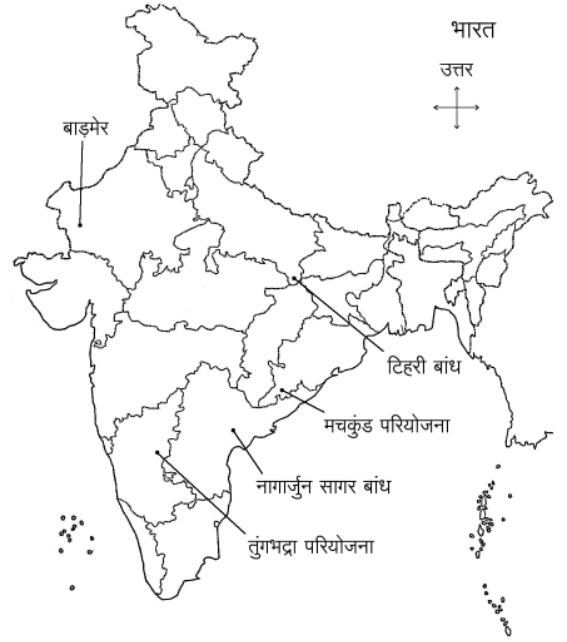 भारत
उत्तर
बाड़मेर
टिहरी बांध
मचकुंड परियोजना
नागार्जुन सागर बांध
तुंगभद्रा परियोजना